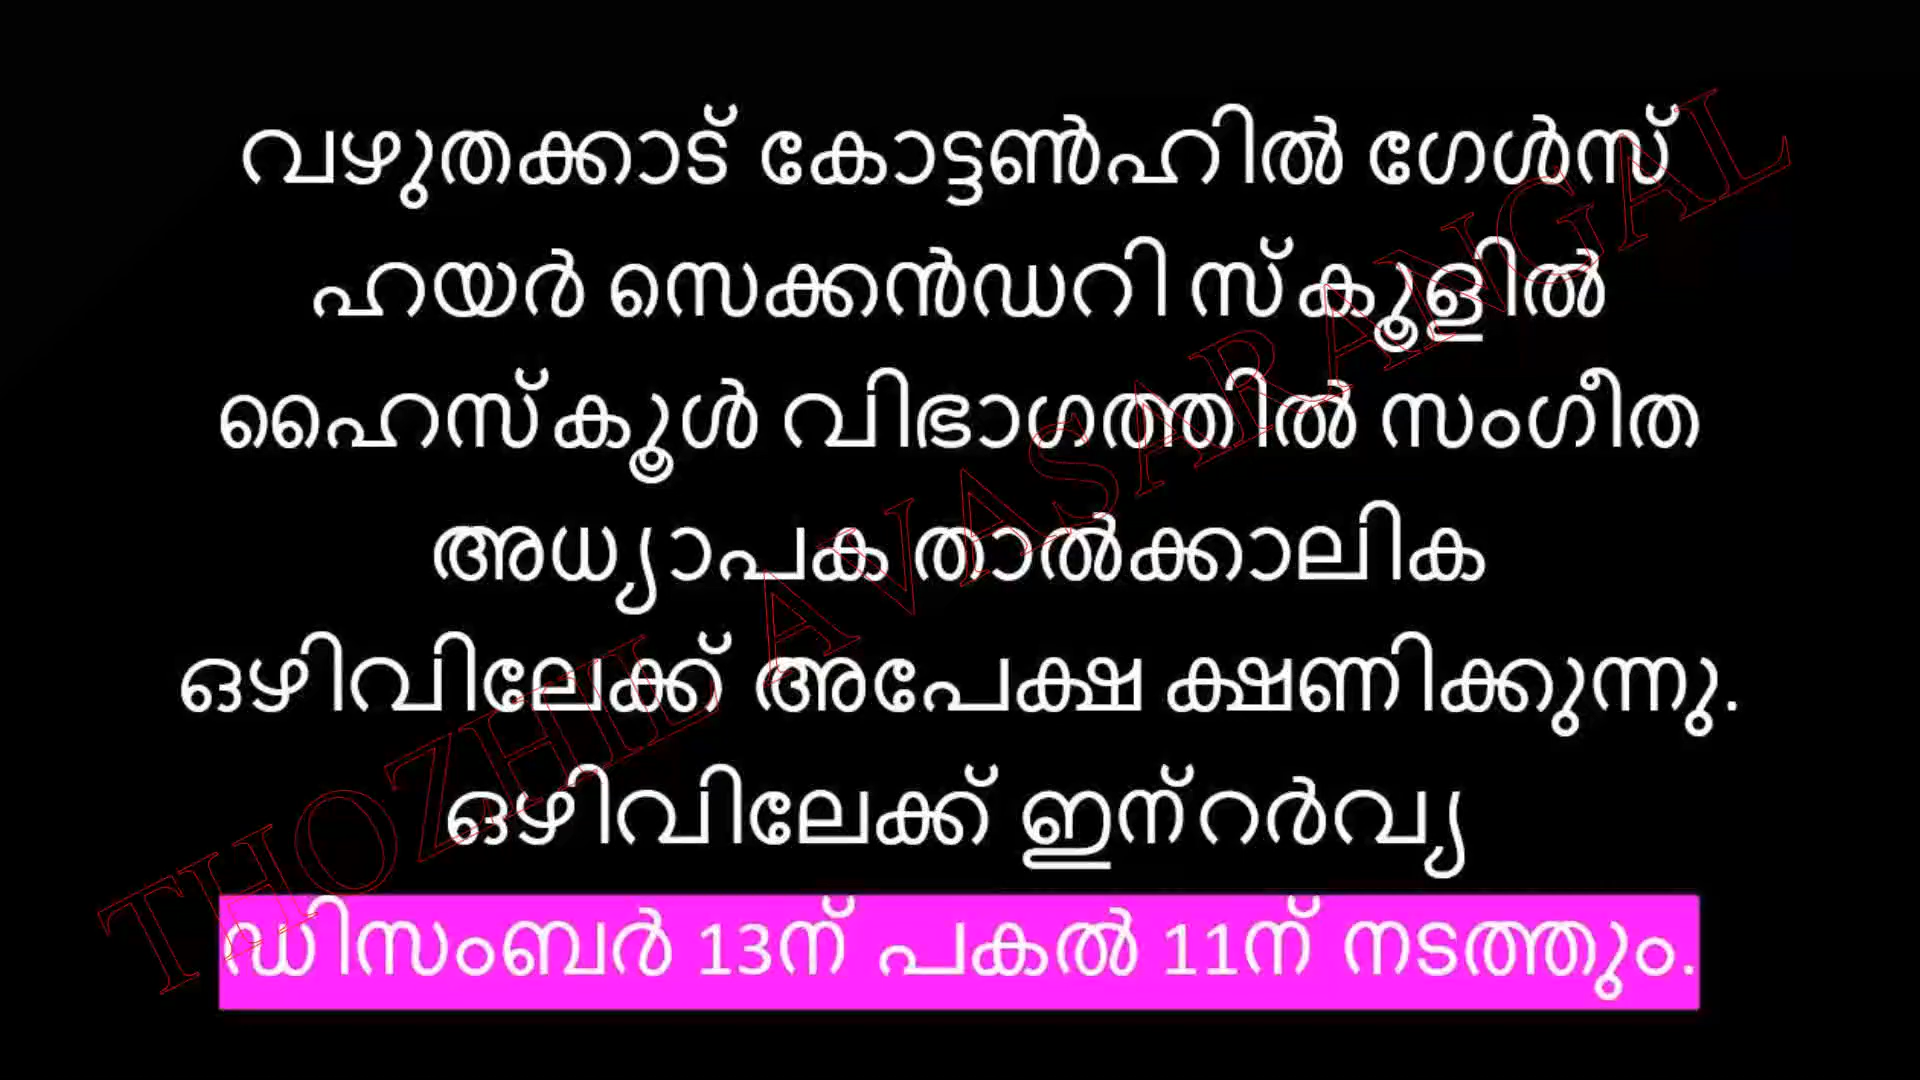 വഴുതക്കാട് കോട്ടൺഹിൽ ഗേൾസ്
ഹയർ സെക്കൻഡറി സ്കൂളിൽ
ഹൈസ്കൂൾ വിഭാഗത്തിൽ സംഗീത
അധ്യാപക താൽക്കാലിക
ഒഴിവിലേക്ക് അപേക്ഷ ക്ഷണിക്കുന്നു.
ഒഴിവിലേക്ക് ഇന്റർവ്യ
ഡിസംബർ 13ന് പകൽ 11ന് നടത്തും.
THOZHIL AVASARANGAL